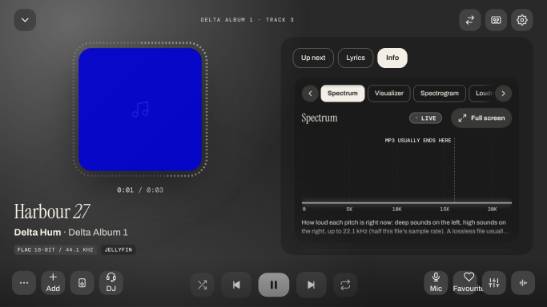 DELTA ALBUM 1 · TRACK 3
Up next
Lyrics
Info
Spectrum
Visualizer
Spectrogram
Spectrum
LIVE
Full screen
MP3 USUALLY ENDS HERE
0
5K
10K
15K
20K
How loud each pitch is right now: deep sounds on the left, high sounds on
the right, up to 22.1 kHz (half this file's sample rate). A lossless file usuall...
0:01 / 0:03
Harbour 27
Delta Hum · Delta Album 1
FLAC 16-BIT / 44.1 KHZ
JELLYFIN
Add
DJ
Mic
Favourite